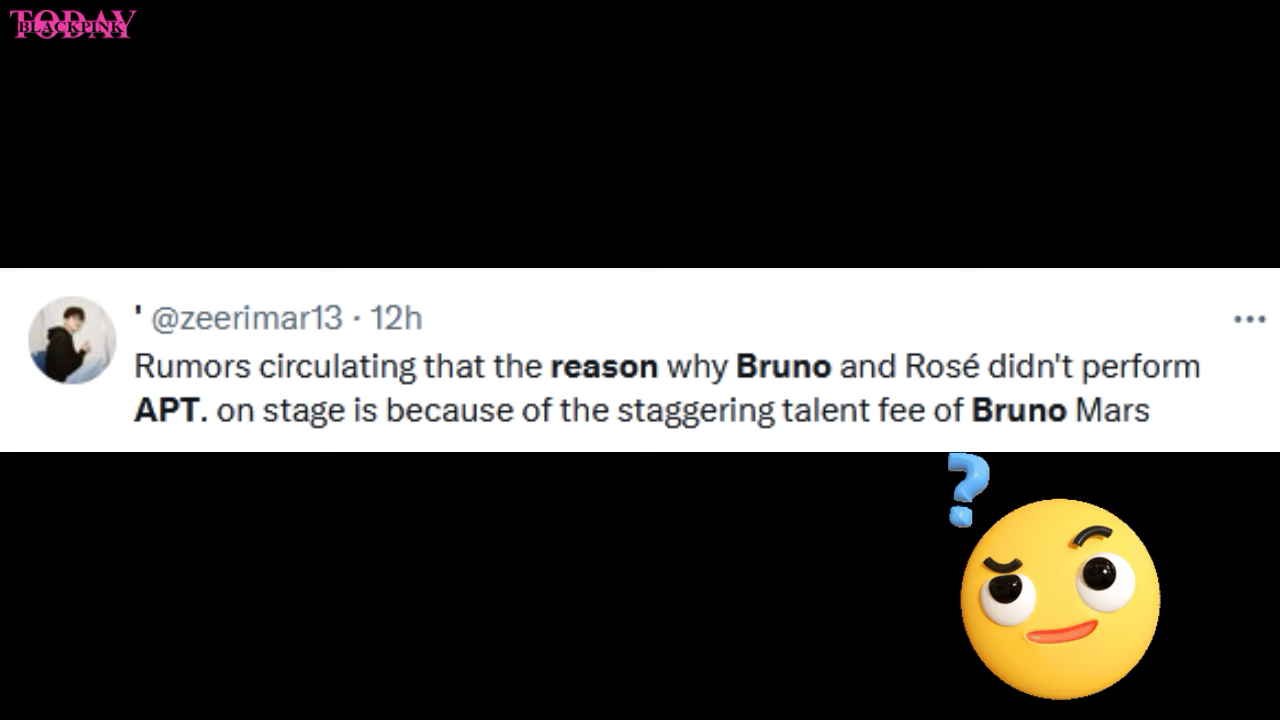 TODAY
BLACKPINK
' @zeerimar13 · 12h
Rumors circulating that the reason why Bruno and Rosé didn't perform
APT. on stage is because of the staggering talent fee of Bruno Mars
?